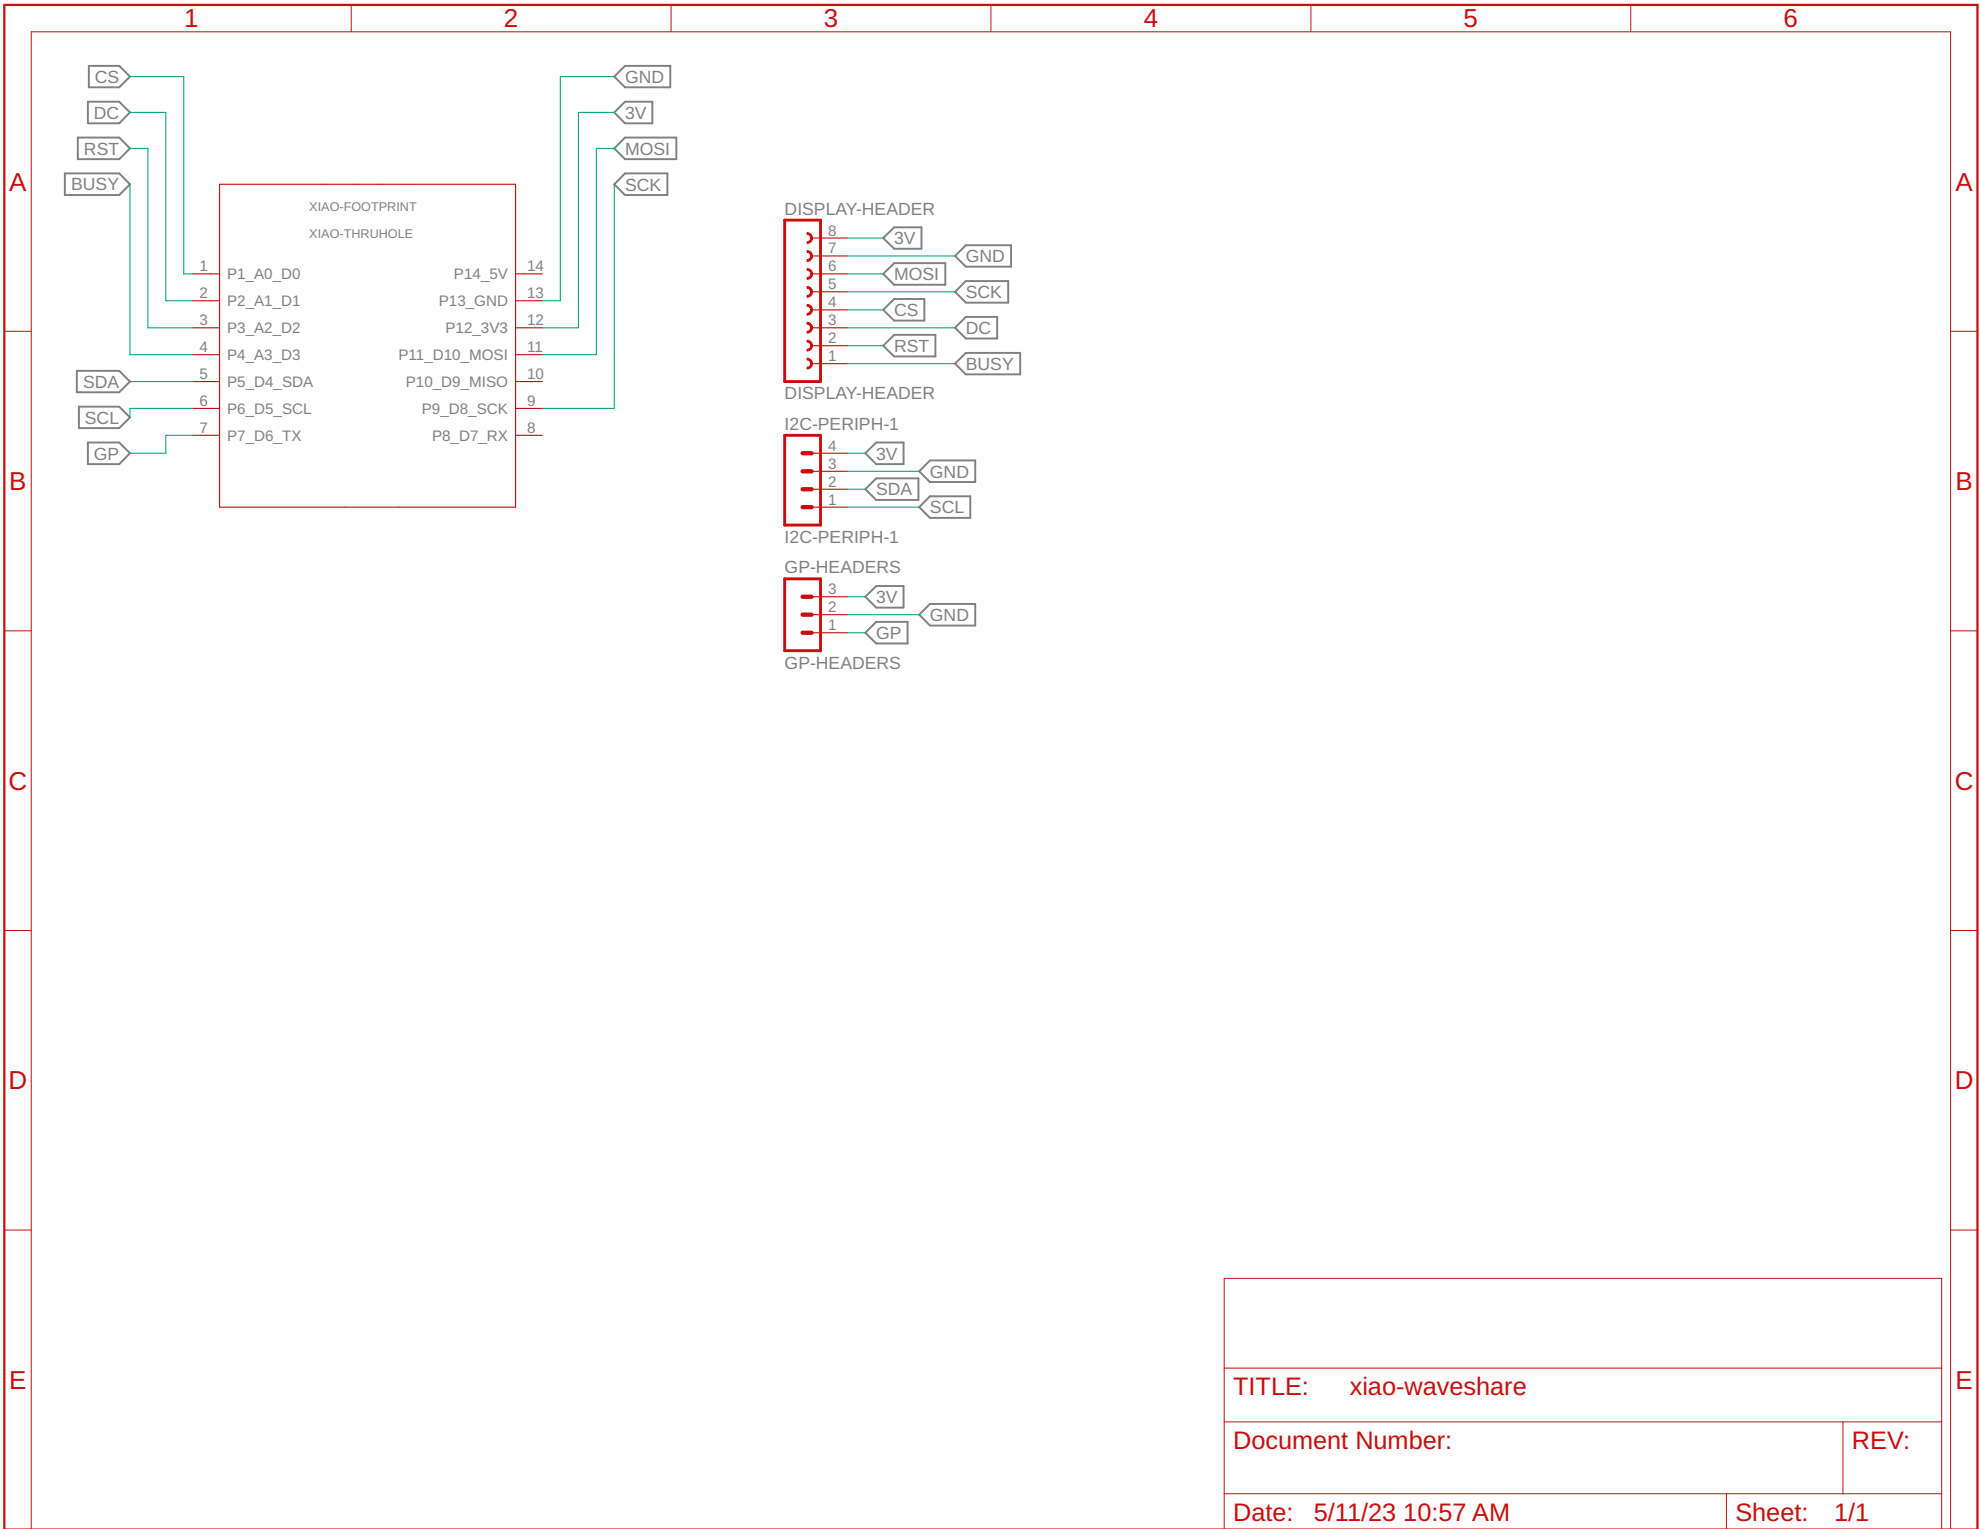 1 2 3 4 5 6
A A
B B
C C
D D
E E
CS
DC
RST
BUSY
SDA
SCL
GP
GND
3V
MOSI
SCK
XIAO-FOOTPRINT
XIAO-THRUHOLE
1 P1_A0_D0
2 P2_A1_D1
3 P3_A2_D2
4 P4_A3_D3
5 P5_D4_SDA
6 P6_D5_SCL
7 P7_D6_TX
P14_5V 14
P13_GND 13
P12_3V3 12
P11_D10_MOSI 11
P10_D9_MISO 10
P9_D8_SCK 9
P8_D7_RX 8
DISPLAY-HEADER
8 3V
7 GND
6 MOSI
5 SCK
4 CS
3 DC
2 RST
1 BUSY
DISPLAY-HEADER
I2C-PERIPH-1
4 3V
3 GND
2 SDA
1 SCL
I2C-PERIPH-1
GP-HEADERS
3 3V
2 GND
1 GP
GP-HEADERS
TITLE: xiao-waveshare
Document Number:
REV:
Date: 5/11/23 10:57 AM
Sheet: 1/1